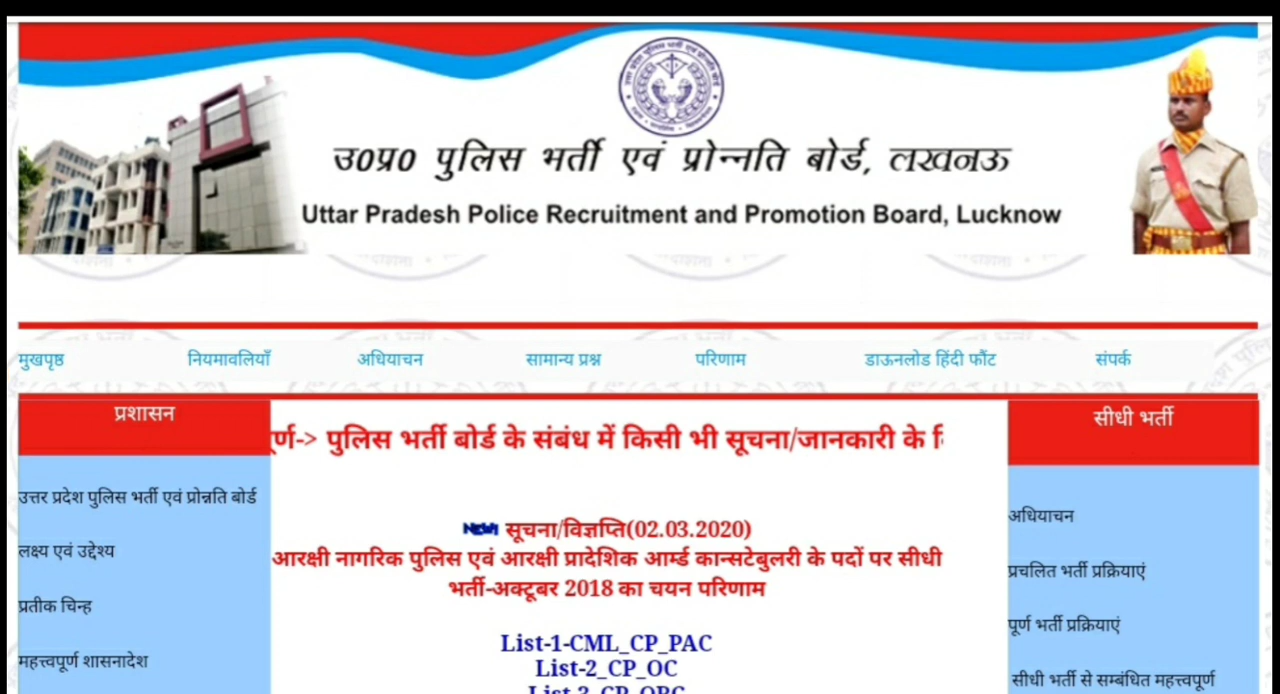 उ0प्र0 पुलिस भर्ती एवं प्रोन्नति बोर्ड, लखनऊ
Uttar Pradesh Police Recruitment and Promotion Board, Lucknow
मुखपृष्ठ नियमावलियाँ अधियाचन सामान्य प्रश्न परिणाम डाऊनलोड हिंदी फौंट संपर्क
प्रशासन
उत्तर प्रदेश पुलिस भर्ती एवं प्रोन्नति बोर्ड
लक्ष्य एवं उद्देश्य
प्रतीक चिन्ह
महत्त्वपूर्ण शासनादेश
र्ण-> पुलिस भर्ती बोर्ड के संबंध में किसी भी सूचना/जानकारी के
New सूचना/विज्ञप्ति(02.03.2020)
आरक्षी नागरिक पुलिस एवं आरक्षी प्रादेशिक आर्म्ड कान्सटेबुलरी के पदों पर सीधी
भर्ती-अक्टूबर 2018 का चयन परिणाम
List-1-CML_CP_PAC
List-2_CP_OC
List-3_CP_OBC
सीधी भर्ती
अधियाचन
प्रचलित भर्ती प्रक्रियाएं
पूर्ण भर्ती प्रक्रियाएं
सीधी भर्ती से सम्बंधित महत्त्वपूर्ण